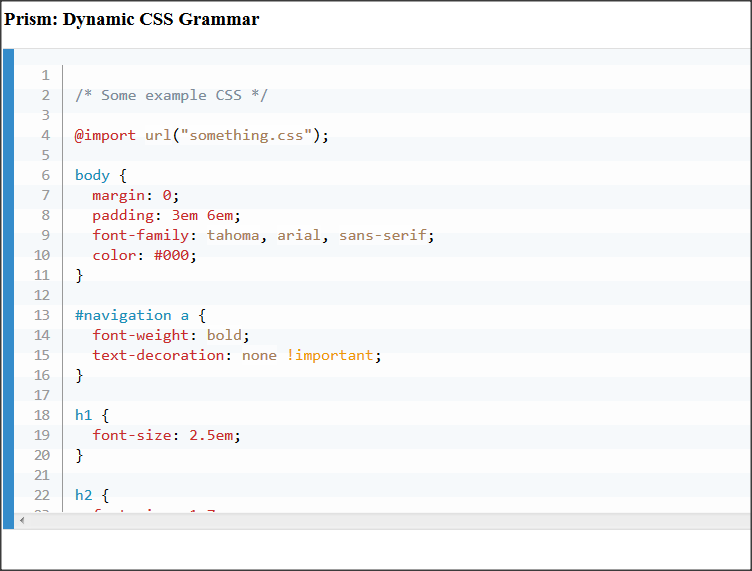 Prism: Dynamic CSS Grammar
1
2 /* Some example CSS */
3
4 @import url("something.css");
5
6 body {
7 margin: 0;
8 padding: 3em 6em;
9 font-family: tahoma, arial, sans-serif;
10 color: #000;
11 }
12
13 #navigation a {
14 font-weight: bold;
15 text-decoration: none !important;
16 }
17
18 h1 {
19 font-size: 2.5em;
20 }
21
22 h2 {